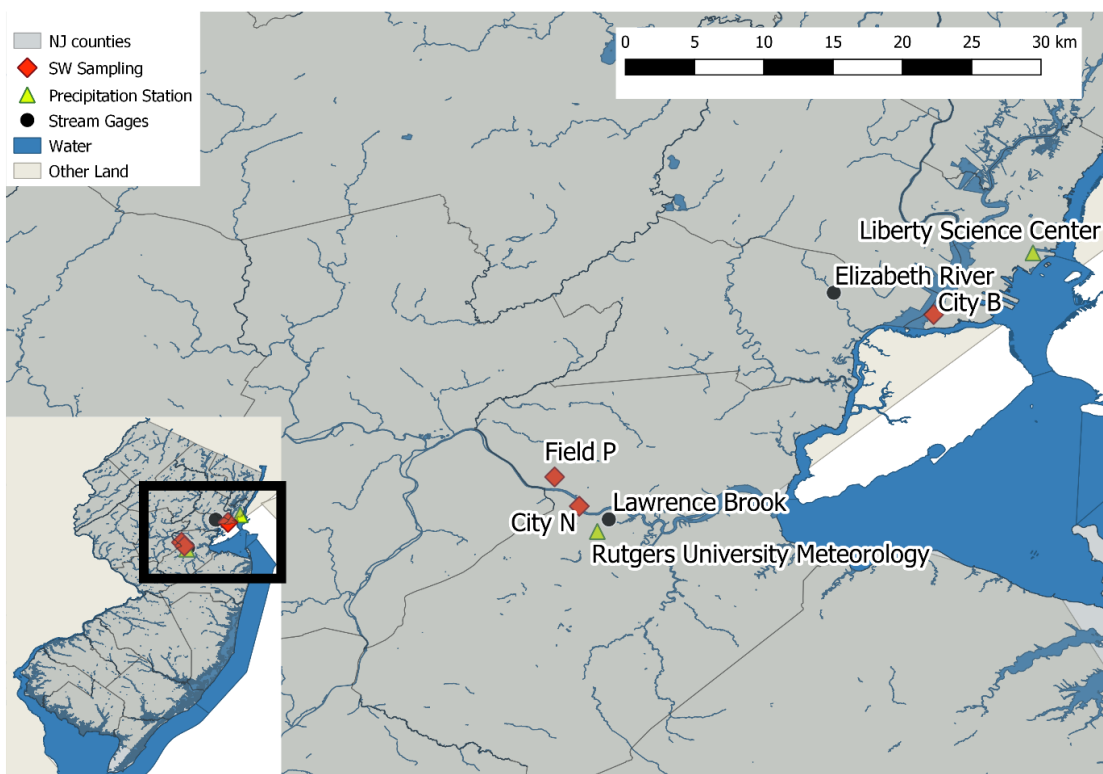 NJ counties
SW Sampling
Precipitation Station
Stream Gages
Water
Other Land
0 5 10 15 20 25 30 km
Liberty Science Center
Elizabeth River
City B
Field P
City N
Lawrence Brook
Rutgers University Meteorology